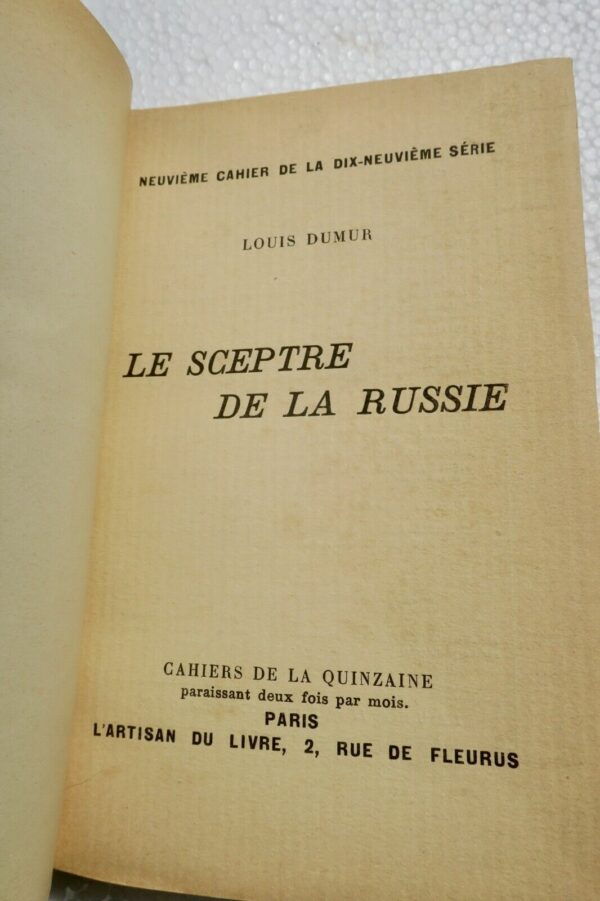 NEUVIÈME CAHIER DE LA DIX-NEUVIÈME SÉRIE
LOUIS DUMUR
LE SCEPTRE
DE LA RUSSIE
CAHIERS DE LA QUINZAINE
paraissant deux fois par mois.
PARIS
L'ARTISAN DU LIVRE, 2, RUE DE FLEURUS